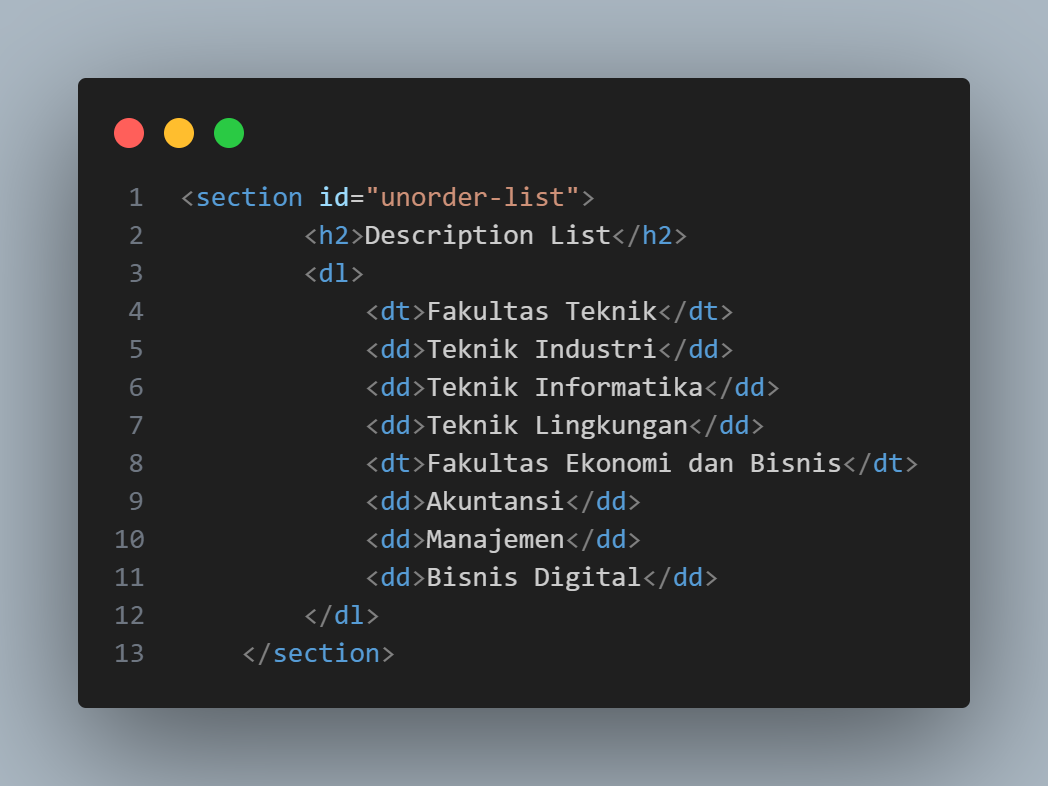 1 <section id="unorder-list">
2 <h2>Description List</h2>
3 <dl>
4 <dt>Fakultas Teknik</dt>
5 <dd>Teknik Industri</dd>
6 <dd>Teknik Informatika</dd>
7 <dd>Teknik Lingkungan</dd>
8 <dt>Fakultas Ekonomi dan Bisnis</dt>
9 <dd>Akuntansi</dd>
10 <dd>Manajemen</dd>
11 <dd>Bisnis Digital</dd>
12 </dl>
13 </section>